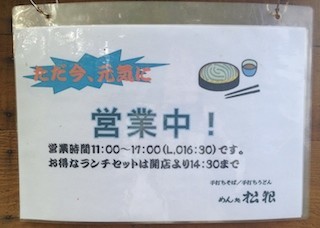 ただ今、元気に
営業中！
営業時間11:00～17:00(L,O16:30)です。
お得なランチセットは開店より14:30まで
手打ちそば/手打ちうどん
めん処 松根